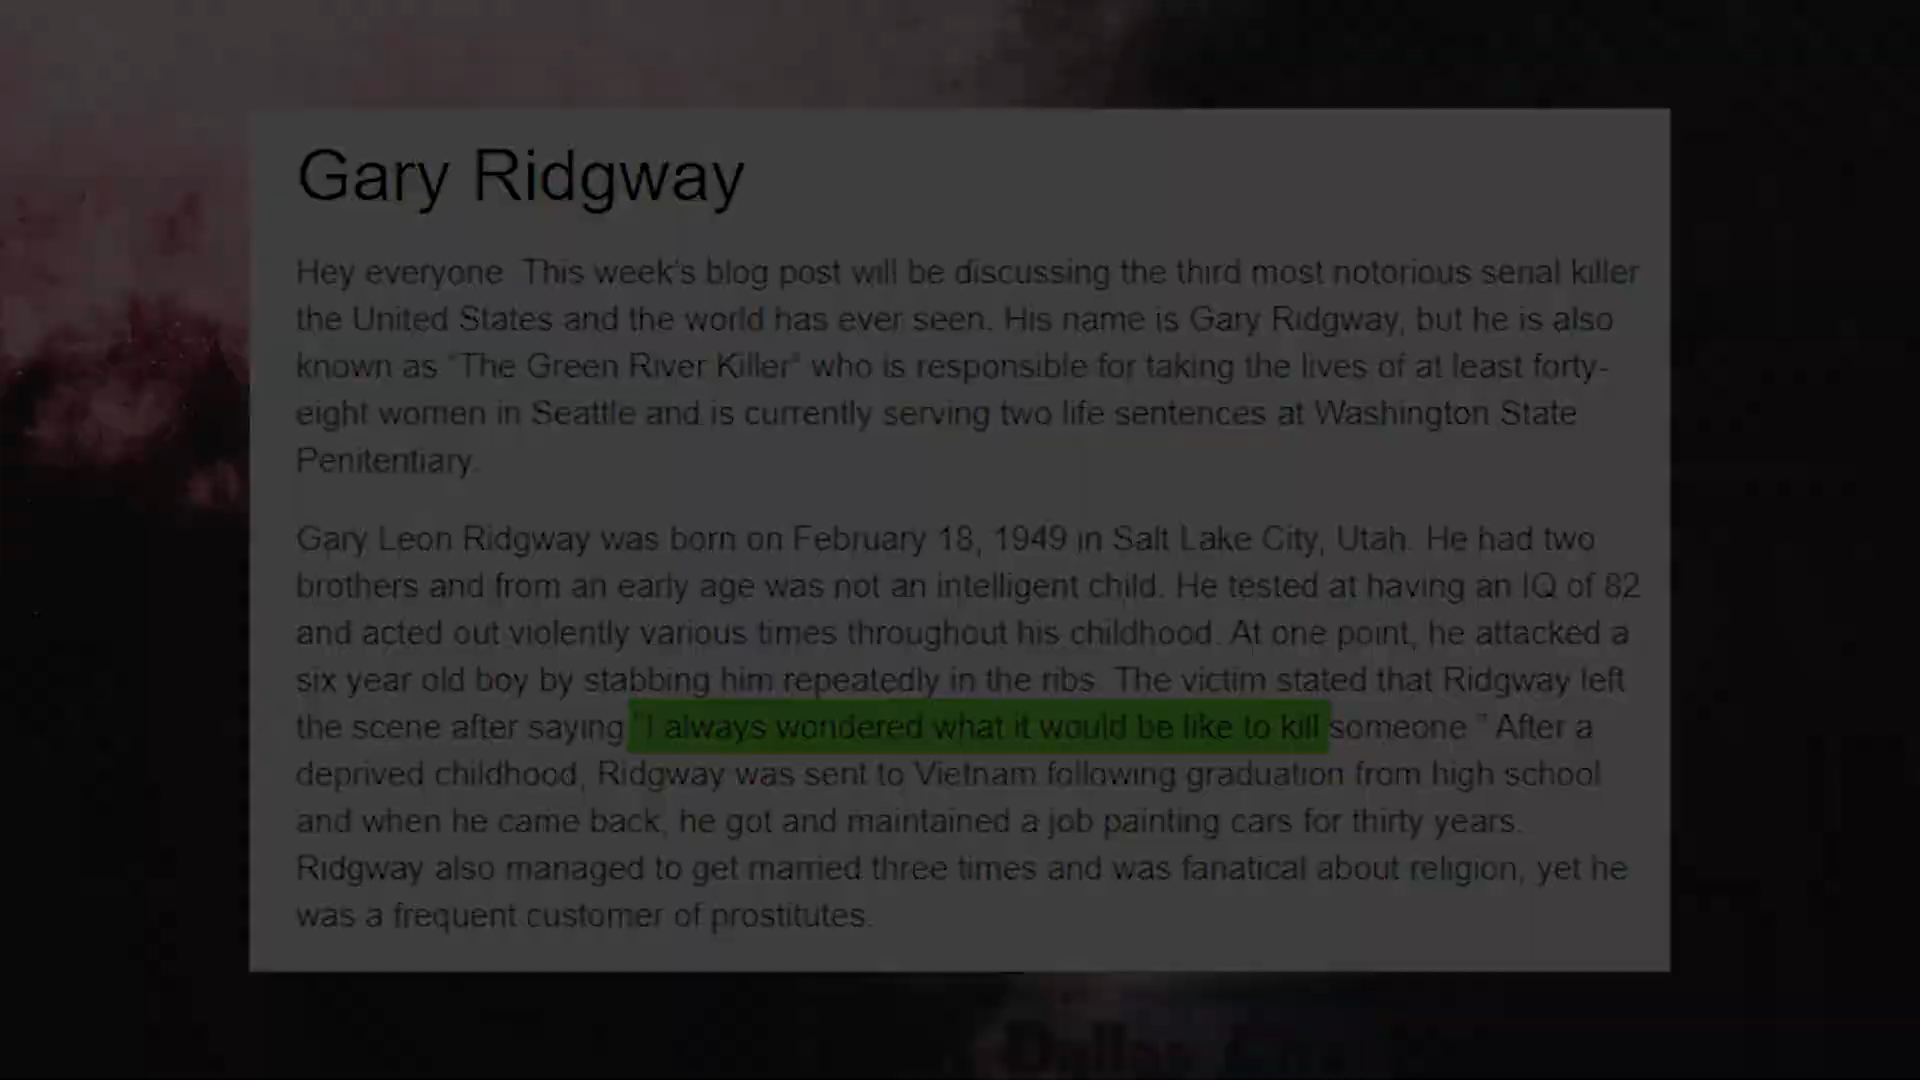 Gary Ridgway
Hey everyone. This week's blog post will be discussing the third most notorious serial killer
the United States and the world has ever seen. His name is Gary Ridgway, but he is also
known as "The Green River Killer" who is responsible for taking the lives of at least forty-
eight women in Seattle and is currently serving two life sentences at Washington State
Penitentiary.
Gary Leon Ridgway was born on February 18, 1949 in Salt Lake City, Utah. He had two
brothers and from an early age was not an intelligent child. He tested at having an IQ of 82
and acted out violently various times throughout his childhood. At one point, he attacked a
six year old boy by stabbing him repeatedly in the ribs. The victim stated that Ridgway left
the scene after saying "I always wondered what it would be like to kill someone." After a
deprived childhood, Ridgway was sent to Vietnam following graduation from high school
and when he came back, he got and maintained a job painting cars for thirty years.
Ridgway also managed to get married three times and was fanatical about religion, yet he
was a frequent customer of prostitutes.